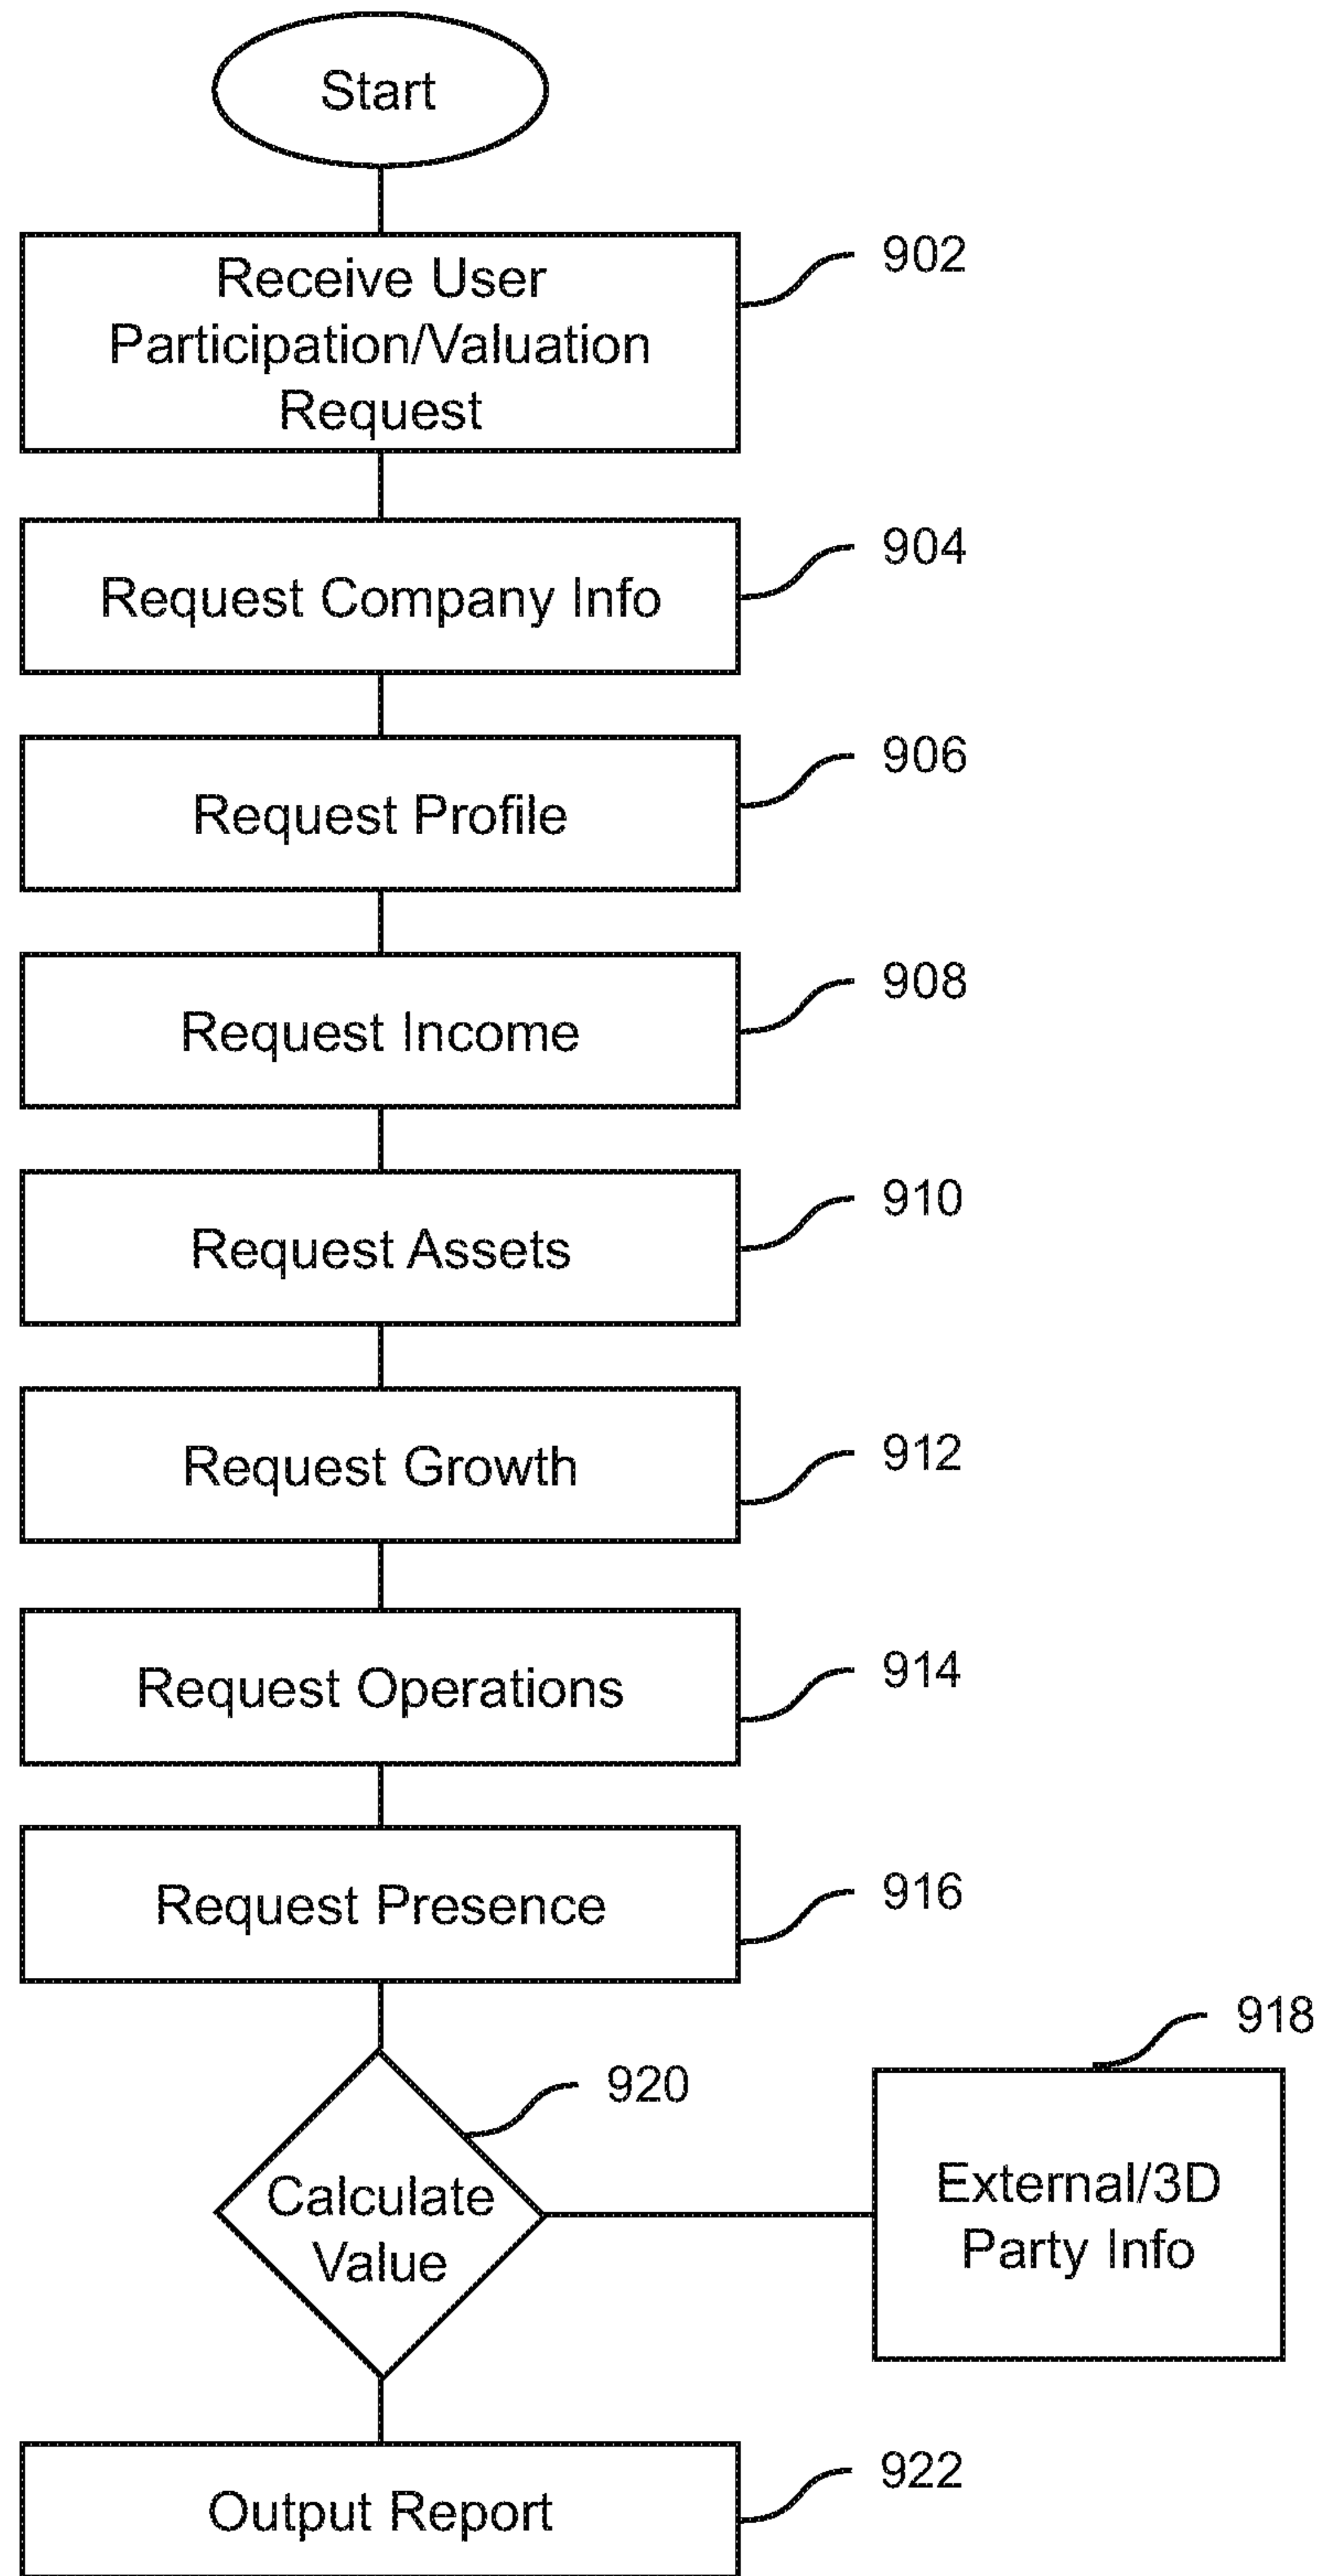 Start
Receive User
Participation/Valuation
Request
902
Request Company Info
904
Request Profile
906
Request Income
908
Request Assets
910
Request Growth
912
Request Operations
914
Request Presence
916
918
920
Calculate
Value
External/3D
Party Info
Output Report
922